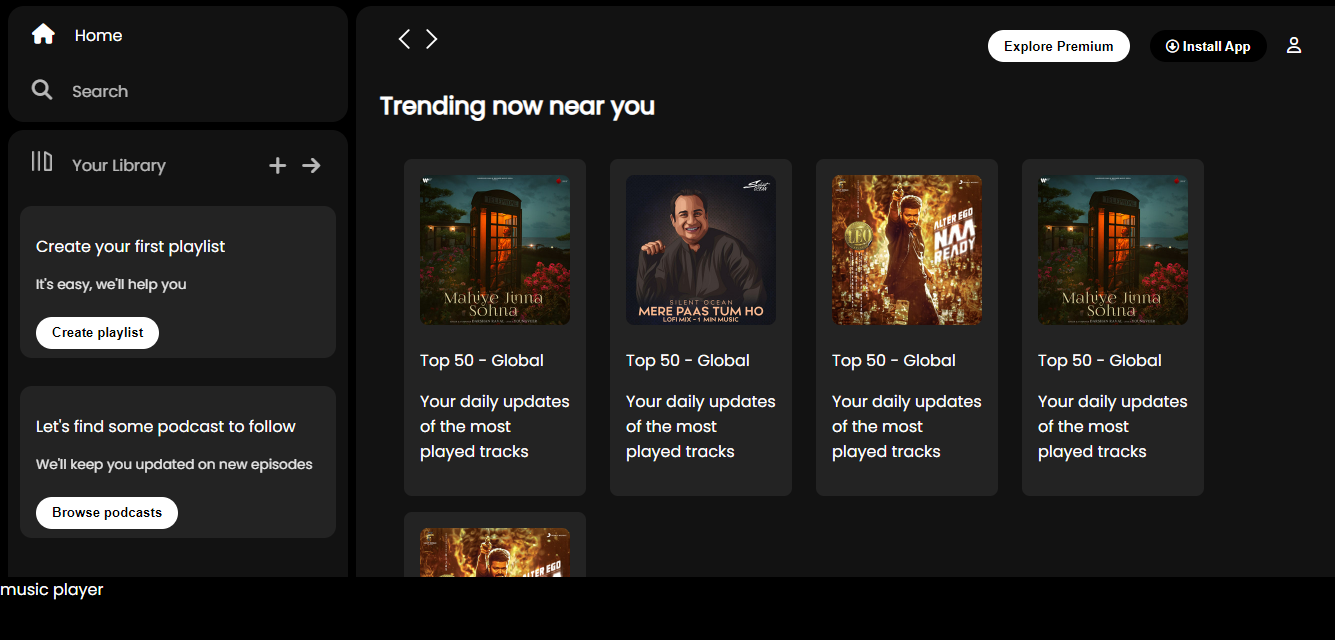 Home
Search
Your Library
Create your first playlist
It's easy, we'll help you
Create playlist
Let's find some podcast to follow
We'll keep you updated on new episodes
Browse podcasts
Explore Premium
Install App
Trending now near you
Mahiye Jinna
Sohna
Top 50 - Global
Your daily updates
of the most
played tracks
SILENT OCEAN
MERE PAAS TUM HO
LOFI MIX - 1 MIN MUSIC
Top 50 - Global
Your daily updates
of the most
played tracks
LEO
ALTER EGO
NAA
READY
Top 50 - Global
Your daily updates
of the most
played tracks
Mahiye Jinna
Sohna
Top 50 - Global
Your daily updates
of the most
played tracks
ALTER EGO
music player